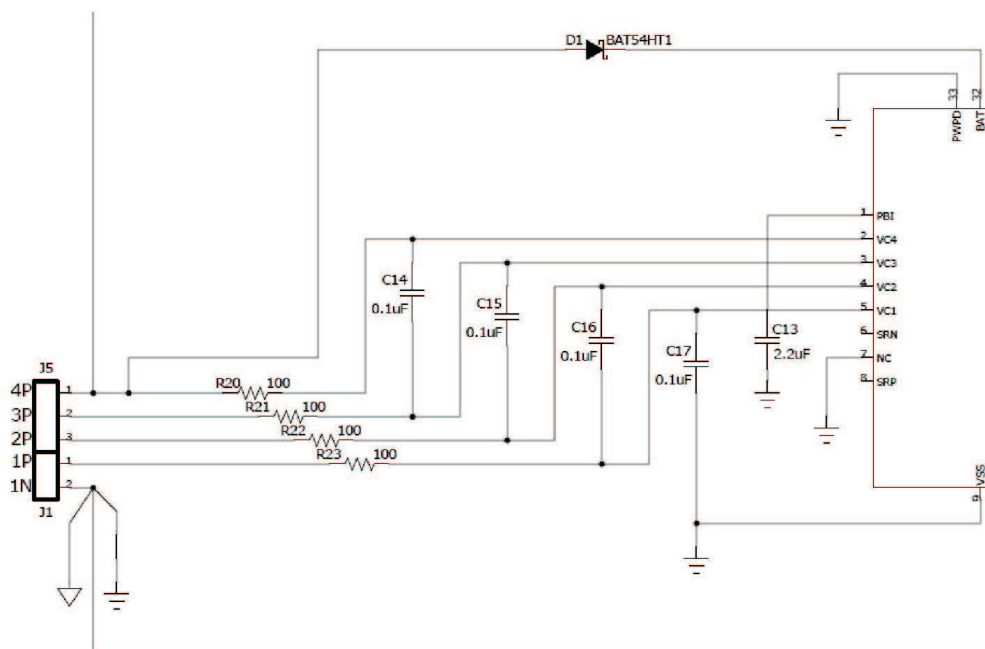 D1 BAT54HT1
33 32
PWPD BAT
1 PBI
2 VC4
3 VC3
C14 0.1uF
4 VC2
C15 0.1uF
5 VC1
C16 0.1uF
6 SRN
C17 0.1uF
C13 2.2uF
7 NC
8 SRP
J5
4P 1 R20 100
3P 2 R21 100
2P 3 R22 100
1P 1 R23 100
1N 2
J1
VSS
9